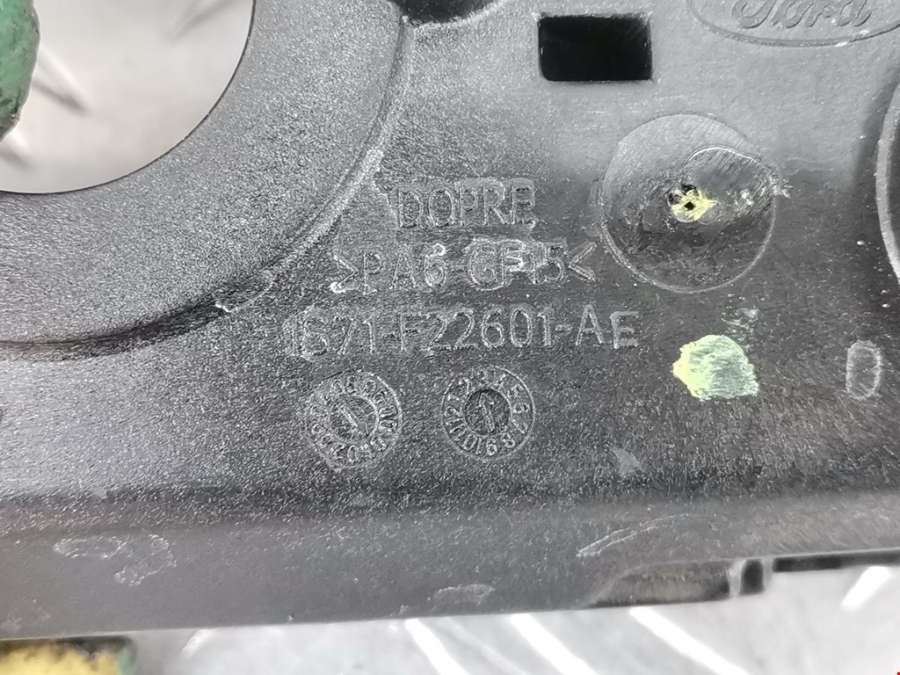 Ford
DOPRE
>PA6-GF15<
1S71-F22601-AE